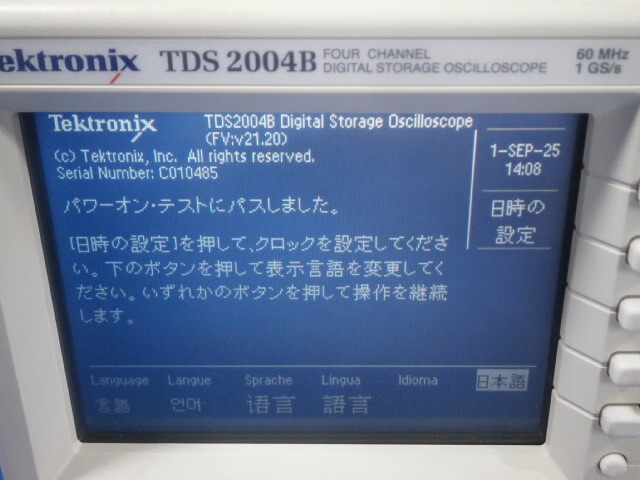 Tektronix TDS 2004B FOUR CHANNEL DIGITAL STORAGE OSCILLOSCOPE 60 MHz 1 GS/s
Tektronix TDS2004B Digital Storage Oscilloscope
(FV:v21.20)
(c) Tektronix, Inc. All rights reserved.
Serial Number: C010485
1-SEP-25
14:08
パワーオン・テストにパスしました。
日時の
設定
[日時の設定]を押して、クロックを設定してくださ
い。下のボタンを押して表示言語を変更してく
ださい。いずれかのボタンを押して操作を継続
します。
Language Langue Sprache Lingua Idioma 日本語
言語 언어 语言 語言